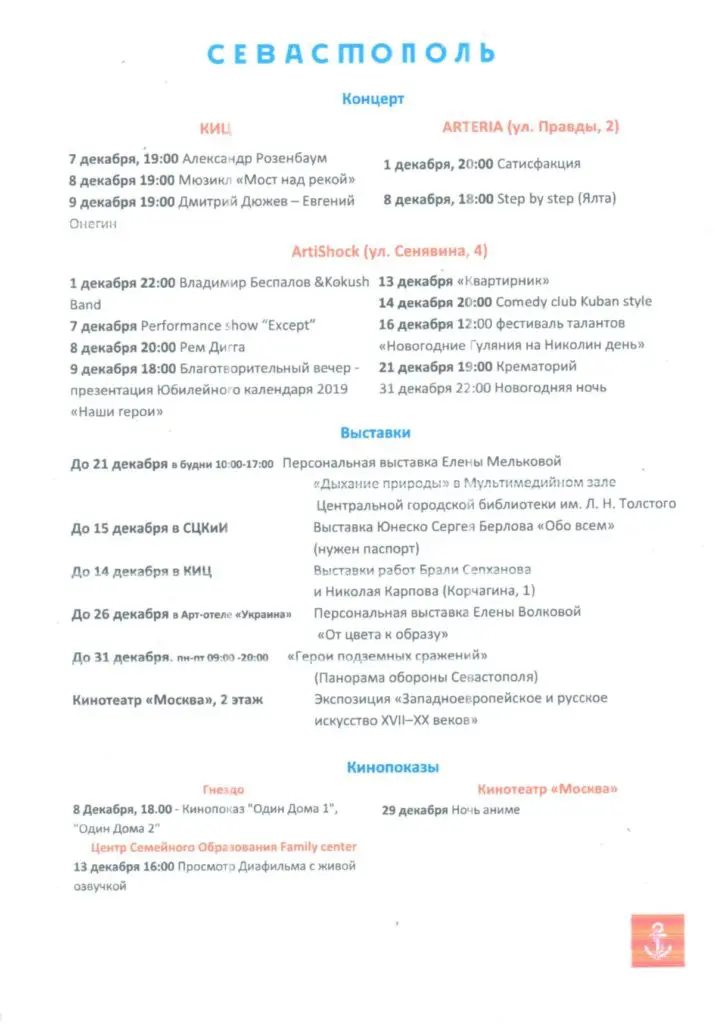 СЕВАСТОПОЛЬ
Концерт
КИЦ
7 декабря, 19:00 Александр Розенбаум
8 декабря 19:00 Мюзикл «Мост над рекой»
9 декабря 19:00 Дмитрий Дюжев – Евгений
Онегин
ARTERIA (ул. Правды, 2)
1 декабря, 20:00 Сатисфакция
8 декабря, 18:00 Step by step (Ялта)
ArtiShock (ул. Сенявина, 4)
1 декабря 22:00 Владимир Беспалов &Kokush
Band
7 декабря Performance show "Except"
8 декабря 20:00 Рем Дигга
9 декабря 18:00 Благотворительный вечер -
презентация Юбилейного календаря 2019
«Наши герои»
13 декабря «Квартирник»
14 декабря 20:00 Comedy club Kuban style
16 декабря 12:00 фестиваль талантов
«Новогодние Гуляния на Николин день»
21 декабря 19:00 Крематорий
31 декабря 22:00 Новогодняя ночь
Выставки
До 21 декабря в будни 10:00-17:00 Персональная выставка Елены Мельковой
«Дыхание природы» в Мультимедийном зале
Центральной городской библиотеки им. Л. Н. Толстого
До 15 декабря в СЦКиИ Выставка Юнеско Сергея Берлова «Обо всем»
(нужен паспорт)
До 14 декабря в КИЦ Выставки работ Брали Сепханова
и Николая Карпова (Корчагина, 1)
До 26 декабря в Арт-отеле «Украина» Персональная выставка Елены Волковой
«От цвета к образу»
До 31 декабря. пн-пт 09:00 -20:00 «Герои подземных сражений»
(Панорама обороны Севастополя)
Кинотеатр «Москва», 2 этаж Экспозиция «Западноевропейское и русское
искусство XVII–XX веков»
Кинопоказы
Гнездо
8 Декабря, 18.00 - Кинопоказ "Один Дома 1",
"Один Дома 2"
Центр Семейного Образования Family center
13 декабря 16:00 Просмотр Диафильма с живой
озвучкой
Кинотеатр «Москва»
29 декабря Ночь аниме